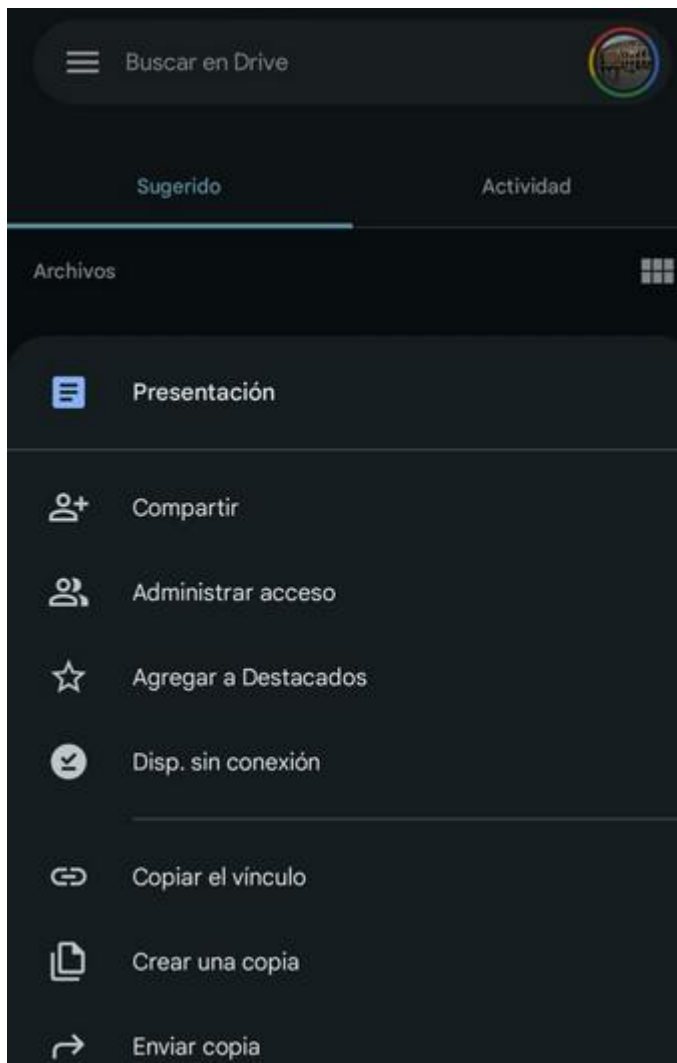 Buscar en Drive
Sugerido
Actividad
Archivos
Presentación
Compartir
Administrar acceso
Agregar a Destacados
Disp. sin conexión
Copiar el vínculo
Crear una copia
Enviar copia